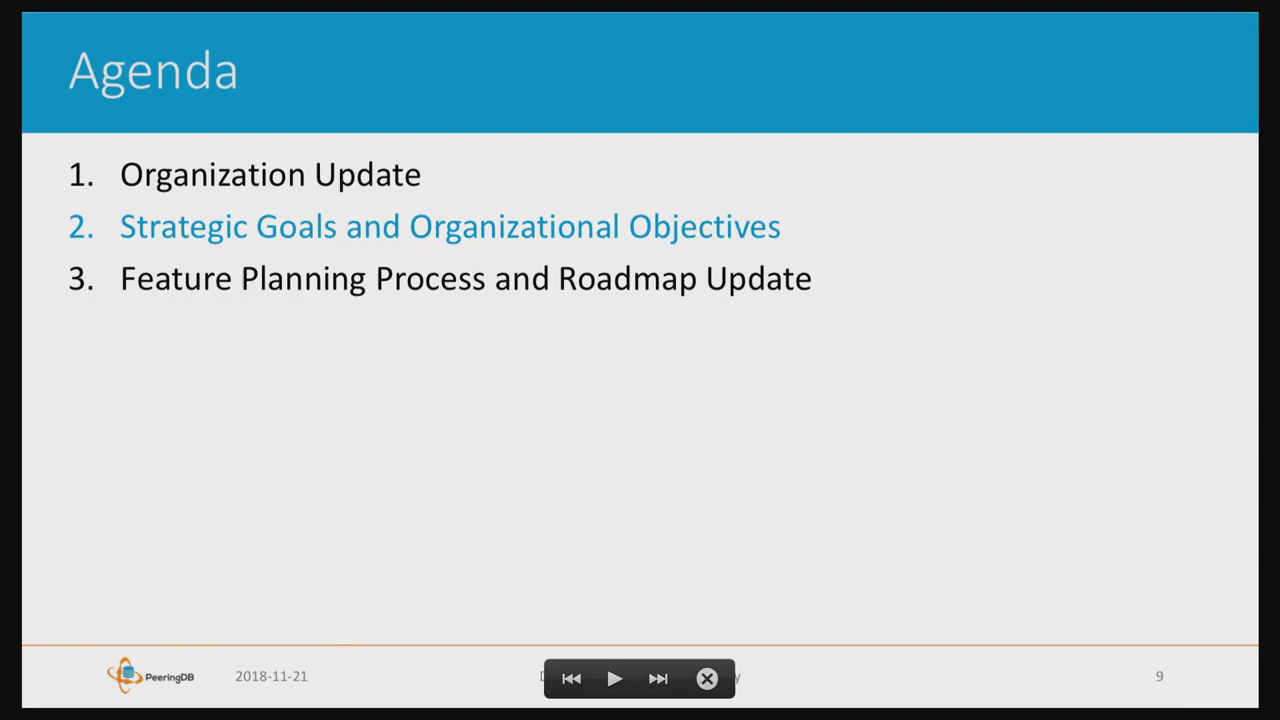 Agenda
1. Organization Update
2. Strategic Goals and Organizational Objectives
3. Feature Planning Process and Roadmap Update
PeeringDB
2018-11-21
9